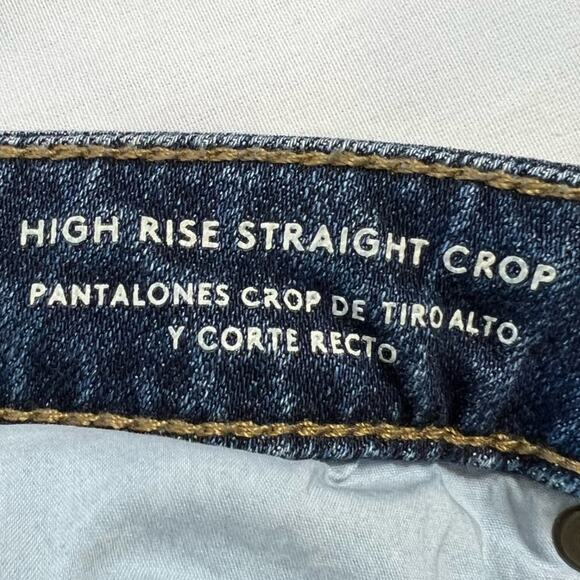 HIGH RISE STRAIGHT CROP
PANTALONES CROP DE TIRO ALTO
Y CORTE RECTO